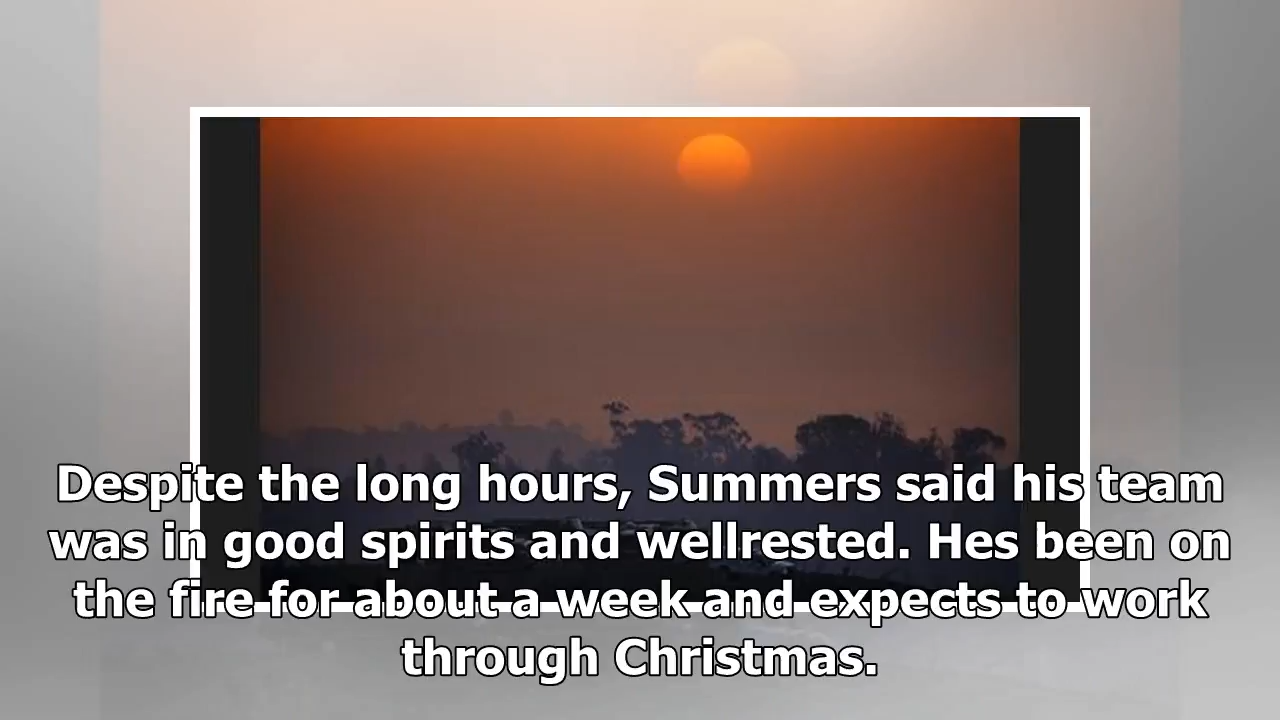 Despite the long hours, Summers said his team
was in good spirits and wellrested. Hes been on
the fire for about a week and expects to work
through Christmas.